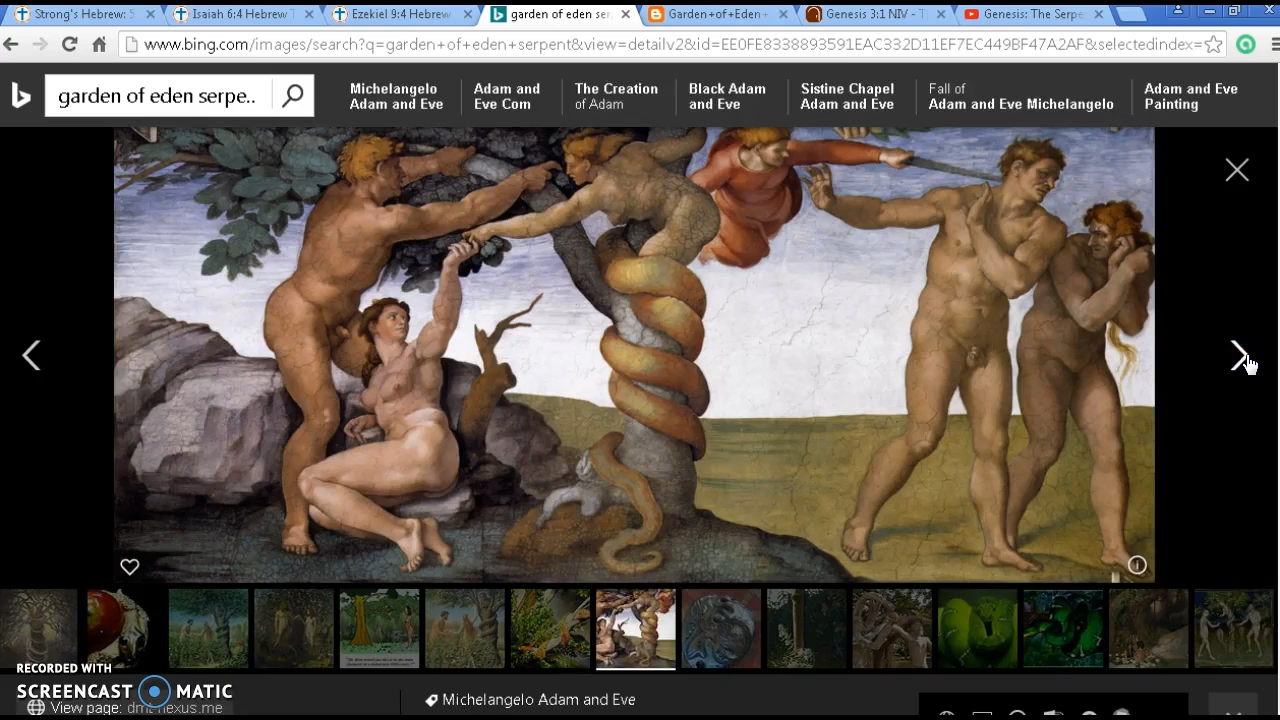 Strong's Hebrew: 5
Isaiah 6:4 Hebrew T
Ezekiel 9:4 Hebrew
garden of eden ser
Garden+of+Eden+
Genesis 3:1 NIV - T
Genesis: The Serpe
www.bing.com/images/search?q=garden+of+eden+serpent&view=detailv2&id=EE0FE8338893591EAC332D11EF7EC449BF47A2AF&selectedindex=
garden of eden serpe..
Michelangelo
Adam and Eve
Adam and
Eve Com
The Creation
of Adam
Black Adam
and Eve
Sistine Chapel
Adam and Eve
Fall of
Adam and Eve Michelangelo
Adam and Eve
Painting
RECORDED WITH
SCREENCAST MATIC
View page: dmt-nexus.me
Michelangelo Adam and Eve